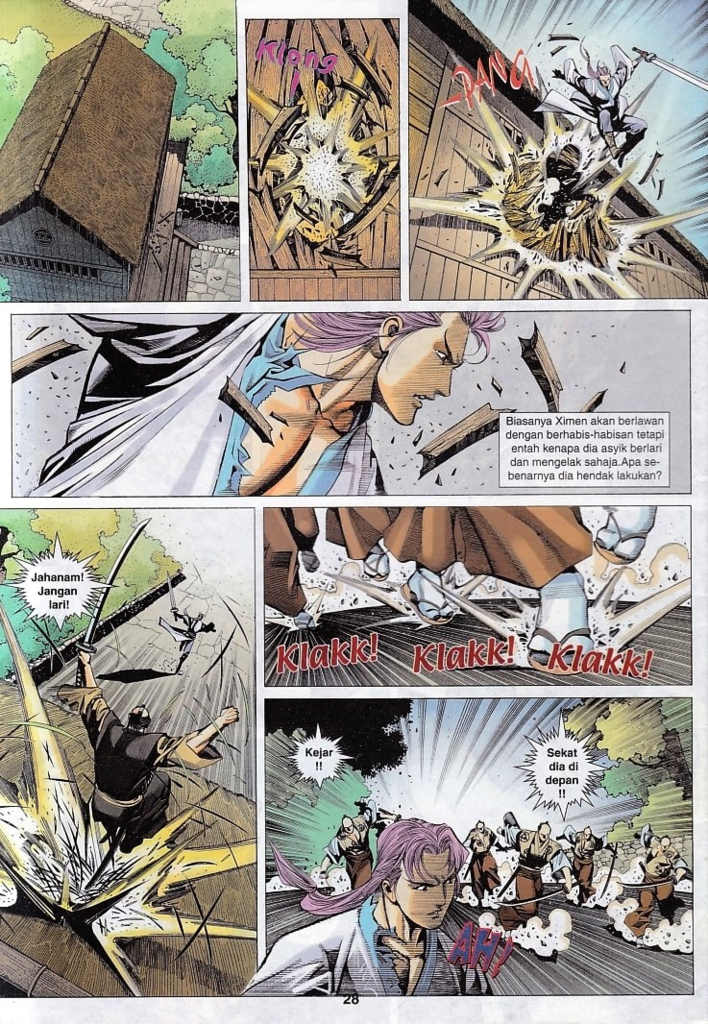 Klang
PANG
Biasanya Ximen akan berlawan
dengan berhabis-habisan tetapi
entah kenapa dia asyik berlari
dan mengelak sahaja.Apa se-
benarnya dia hendak lakukan?
Jahanam!
Jangan
lari!
Klakk! Klakk! Klakk!
Kejar
!!
Sekat
dia di
depan
!!
AH!
28